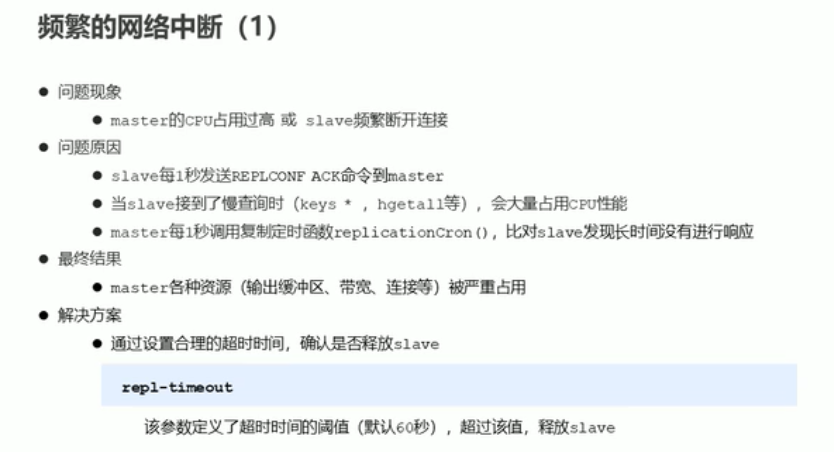 频繁的网络中断（1）
● 问题现象
● master的CPU占用过高 或 slave频繁断开连接
● 问题原因
● slave每1秒发送REPLCONF ACK命令到master
● 当slave接到了慢查询时（keys * ，hgetall等），会大量占用CPU性能
● master每1秒调用复制定时函数replicationCron()，比对slave发现长时间没有进行响应
● 最终结果
● master各种资源（输出缓冲区、带宽、连接等）被严重占用
● 解决方案
● 通过设置合理的超时时间，确认是否释放slave
repl-timeout
该参数定义了超时时间的阈值（默认60秒），超过该值，释放slave